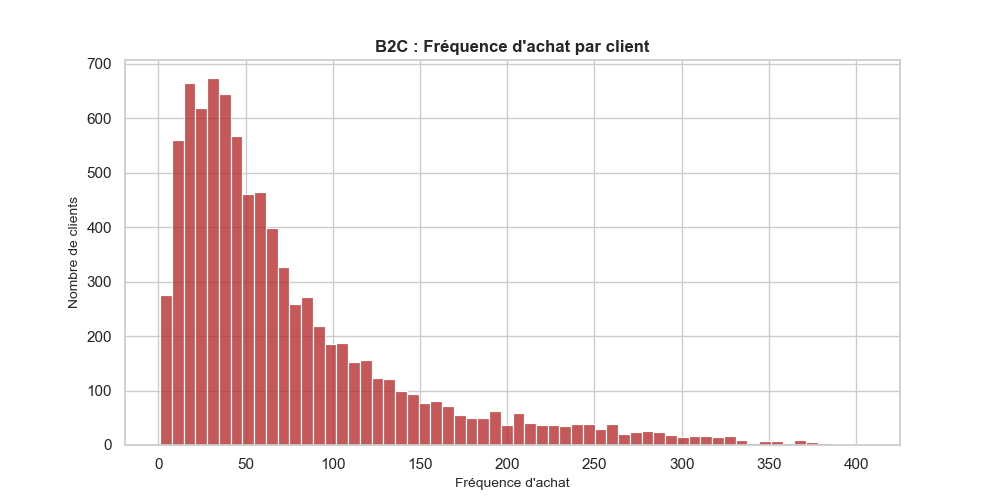 B2C : Fréquence d'achat par client
Nombre de clients
700
600
500
400
300
200
100
0
0 50 100 150 200 250 300 350 400
Fréquence d'achat